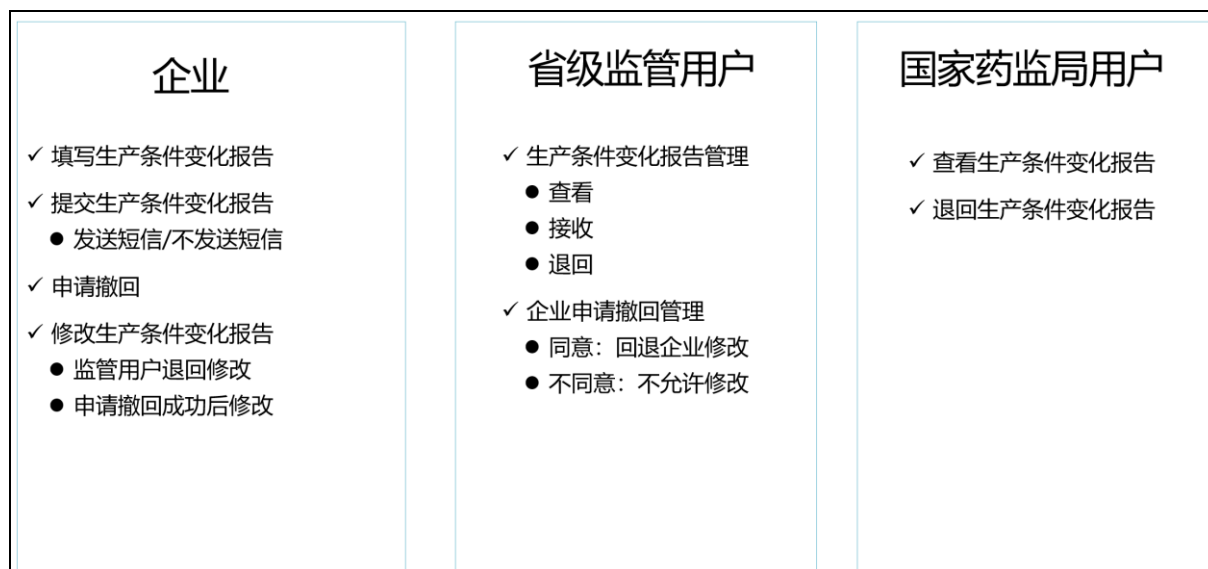 企业
✓ 填写生产条件变化报告
✓ 提交生产条件变化报告
● 发送短信/不发送短信
✓ 申请撤回
✓ 修改生产条件变化报告
● 监管用户退回修改
● 申请撤回成功后修改
省级监管用户
✓ 生产条件变化报告管理
● 查看
● 接收
● 退回
✓ 企业申请撤回管理
● 同意：回退企业修改
● 不同意：不允许修改
国家药监局用户
✓ 查看生产条件变化报告
✓ 退回生产条件变化报告